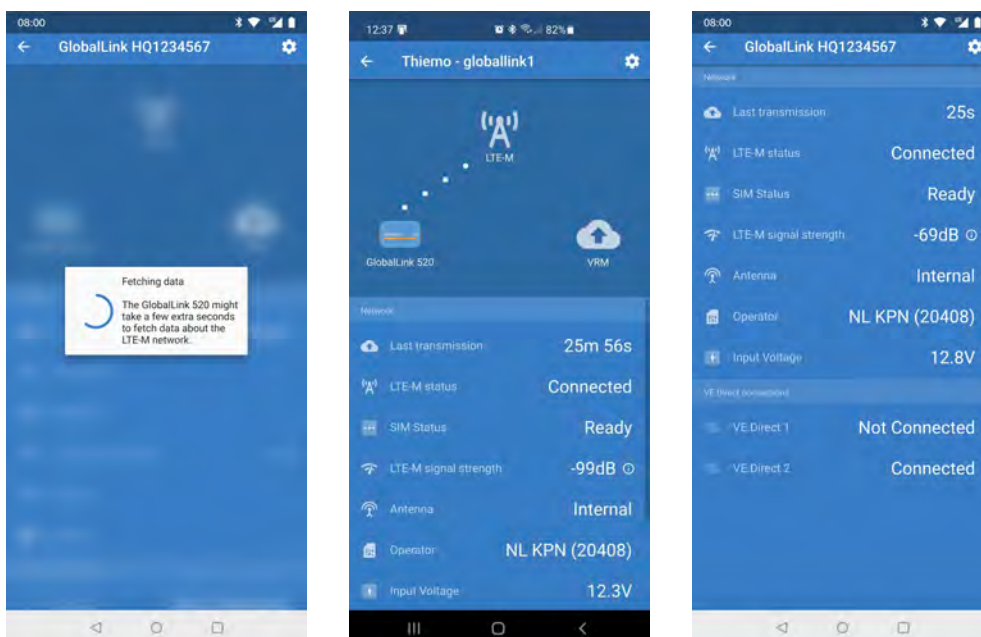 08:00
GlobalLink HQ1234567
Fetching data
The GlobalLink 520 might
take a few extra seconds
to fetch data about the
LTE-M network.
12:37
82%
Thiemo - globallink1
LTE-M
GlobalLink 520
VRM
Network
Last transmission 25m 56s
LTE-M status Connected
SIM Status Ready
LTE-M signal strength -99dB
Antenna Internal
Operator NL KPN (20408)
Input Voltage 12.3V
08:00
GlobalLink HQ1234567
Network
Last transmission 25s
LTE-M status Connected
SIM Status Ready
LTE-M signal strength -69dB
Antenna Internal
Operator NL KPN (20408)
Input Voltage 12.8V
VE.Direct connections
VE.Direct 1 Not Connected
VE.Direct 2 Connected